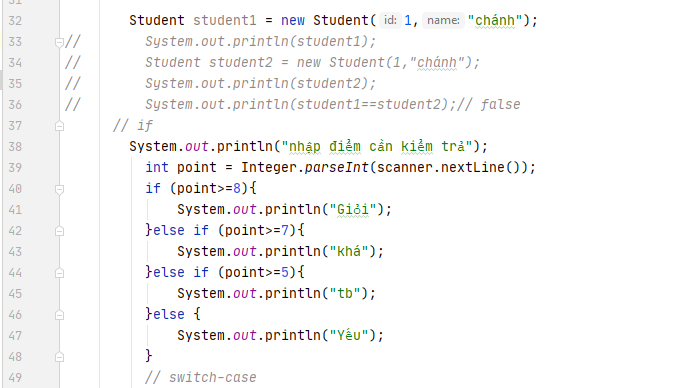 31
32 Student student1 = new Student( id: 1, name: "chánh");
33 // System.out.println(student1);
34 // Student student2 = new Student(1,"chánh");
35 // System.out.println(student2);
36 // System.out.println(student1==student2);// false
37 // if
38 System.out.println("nhập điểm cần kiểm trả");
39 int point = Integer.parseInt(scanner.nextLine());
40 if (point>=8){
41 System.out.println("Giỏi");
42 }else if (point>=7){
43 System.out.println("khá");
44 }else if (point>=5){
45 System.out.println("tb");
46 }else {
47 System.out.println("Yếu");
48 }
49 // switch-case